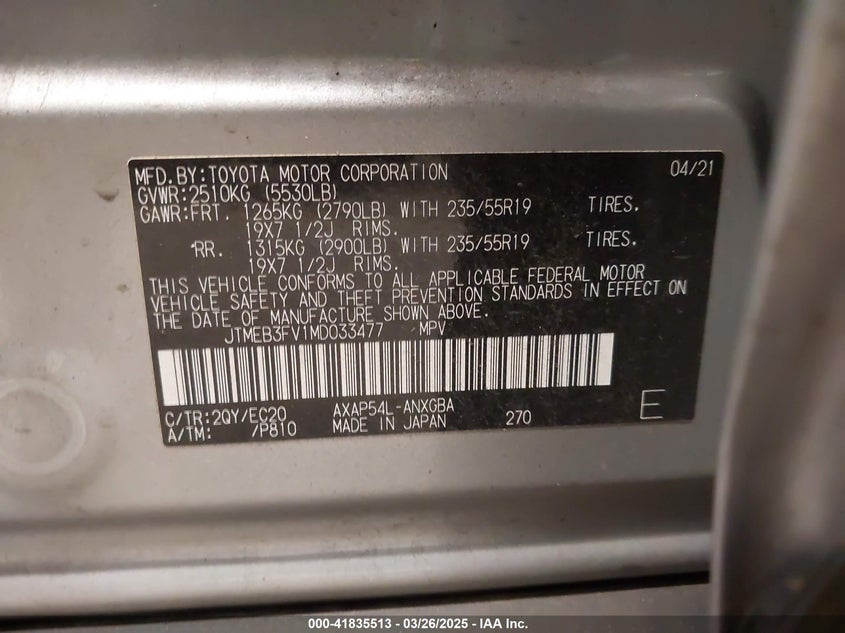 MFD.BY:TOYOTA MOTOR CORPORATION 04/21
GVWR:2510KG (5530LB)
GAWR:FRT. 1265KG (2790LB) WITH 235/55R19 TIRES.
19X7 1/2J RIMS.
RR. 1315KG (2900LB) WITH 235/55R19 TIRES.
19X7 1/2J RIMS.
THIS VEHICLE CONFORMS TO ALL APPLICABLE FEDERAL MOTOR
VEHICLE SAFETY AND THEFT PREVENTION STANDARDS IN EFFECT ON
THE DATE OF MANUFACTURE SHOWN ABOVE.
JTMEB3FV1MD033477 MPV
C/TR:2QY/EC20 AXAP54L-ANXGBA 270 E
A/TM: /P810 MADE IN JAPAN
000-41835513 - 03/26/2025 - IAA Inc.